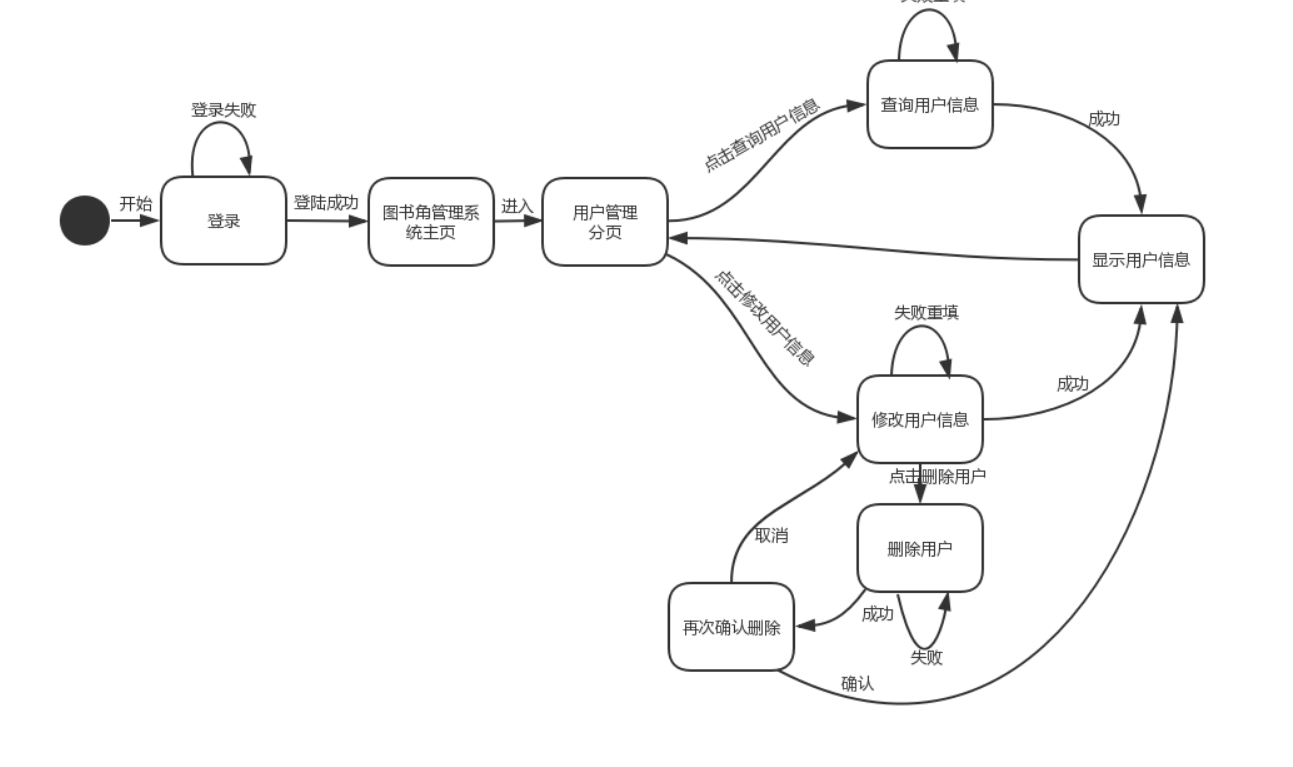 登录失败
开始
登录
登陆成功
图书角管理系
统主页
进入
用户管理
分页
点击查询用户信息
查询用户信息
成功
显示用户信息
点击修改用户信息
失败重填
修改用户信息
成功
点击删除用户
删除用户
取消
再次确认删除
成功
失败
确认